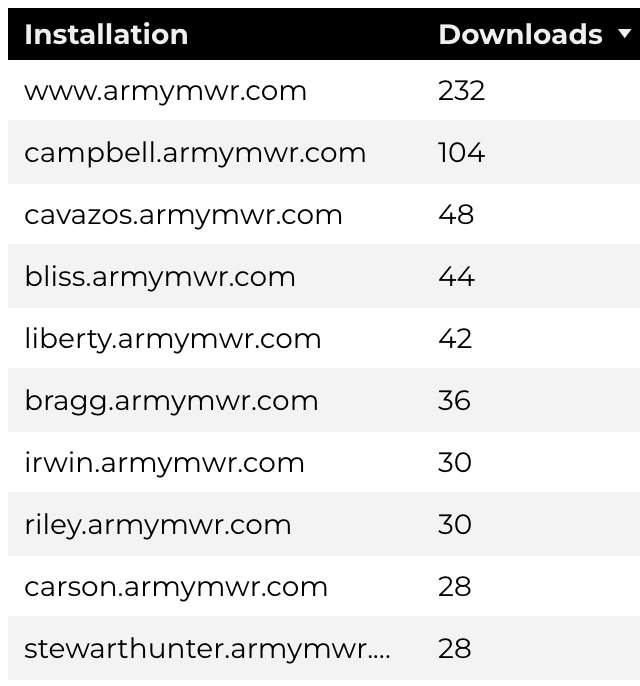 Installation Downloads ▼
www.armymwr.com 232
campbell.armymwr.com 104
cavazos.armymwr.com 48
bliss.armymwr.com 44
liberty.armymwr.com 42
bragg.armymwr.com 36
irwin.armymwr.com 30
riley.armymwr.com 30
carson.armymwr.com 28
stewarthunter.armymwr.... 28